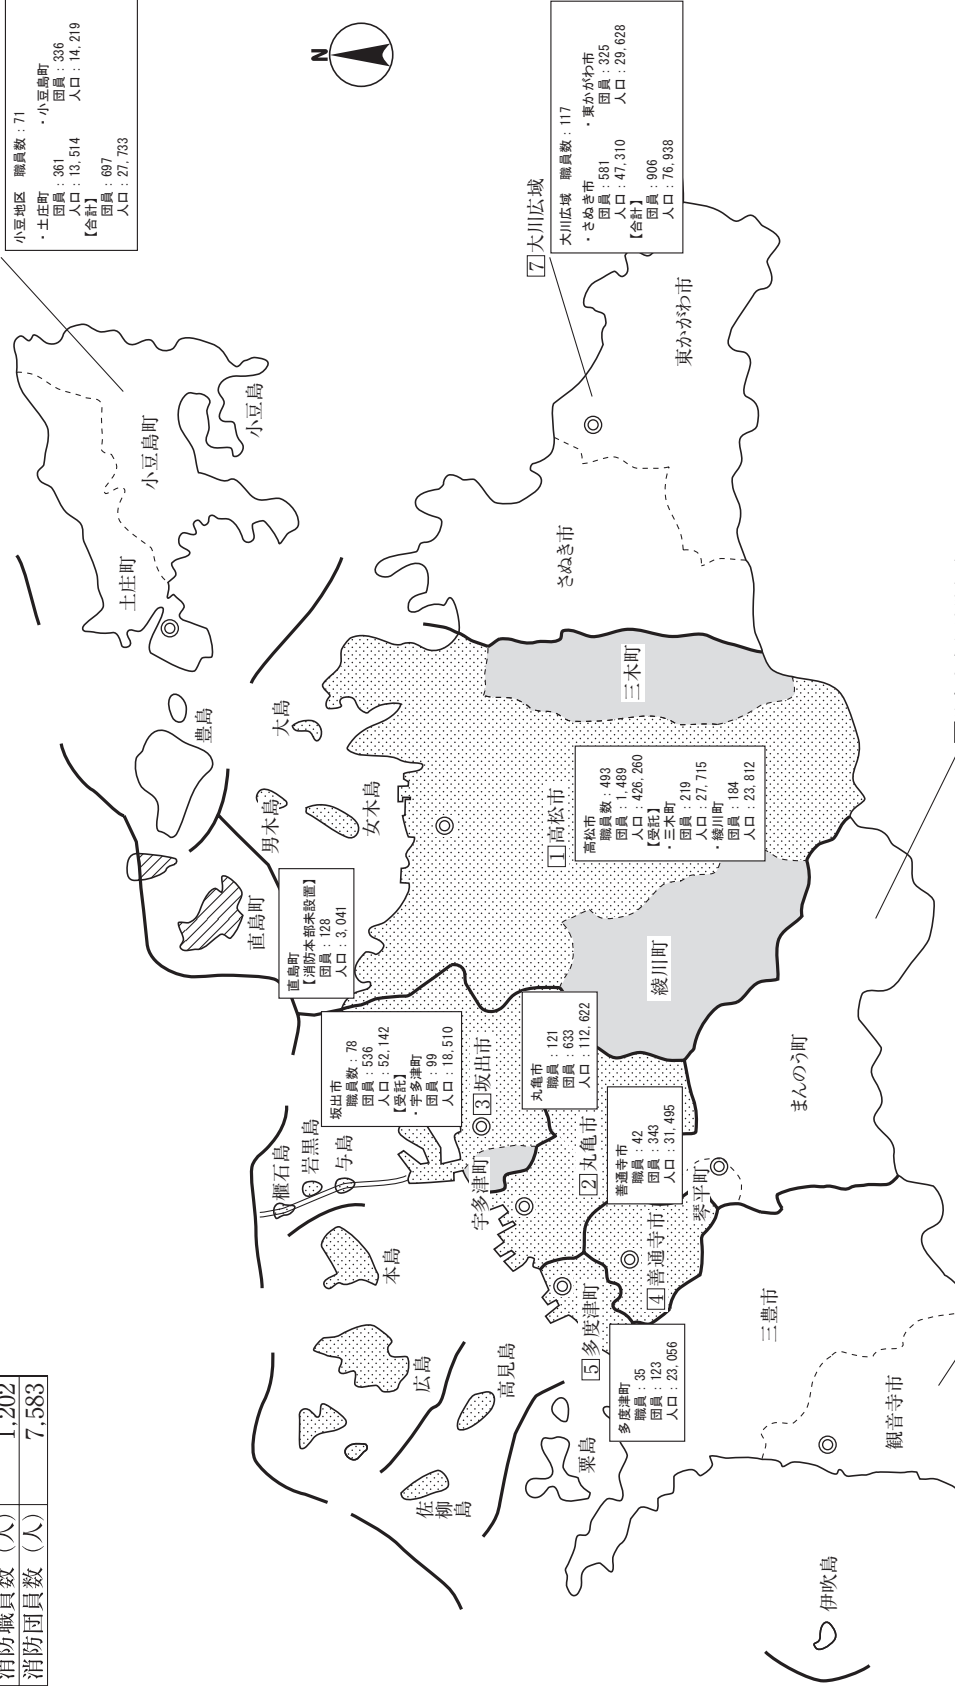 消防職員数（人） 1,202
消防団員数（人） 7,583
小豆地区 職員数：71
・土庄町 ・小豆島町
団員：361 団員：336
人口：13,514 人口：14,219
【合計】
団員：697
人口：27,733
N
7 大川広域
大川広域 職員数：117
・さぬき市 ・東かがわ市
団員：581 団員：325
人口：47,310 人口：29,628
【合計】
団員：906
人口：76,938
小豆島町
小豆島
土庄町
豊島
大島
男木島
女木島
直島町
直島町
【消防本部未設置】
団員：128
人口：3,041
東かがわ市
さぬき市
三木町
1 高松市
高松市
職員数：493
団員：1,489
人口：426,260
【受託】
・三木町
団員：219
人口：27,715
・綾川町
団員：184
人口：23,812
綾川町
坂出市
職員数：78
団員：536
人口：52,142
【受託】
・宇多津町
団員：99
人口：18,510
3 坂出市
櫃石島
岩黒島
与島
宇多津町
丸亀市
職員：121
団員：633
人口：112,622
2 丸亀市
本島
広島
善通寺市
職員：42
団員：343
人口：31,495
4 善通寺市
琴平町
まんのう町
多度津町
職員：35
団員：123
人口：23,056
5 多度津町
高見島
佐柳島
粟島
三豊市
観音寺市
伊吹島